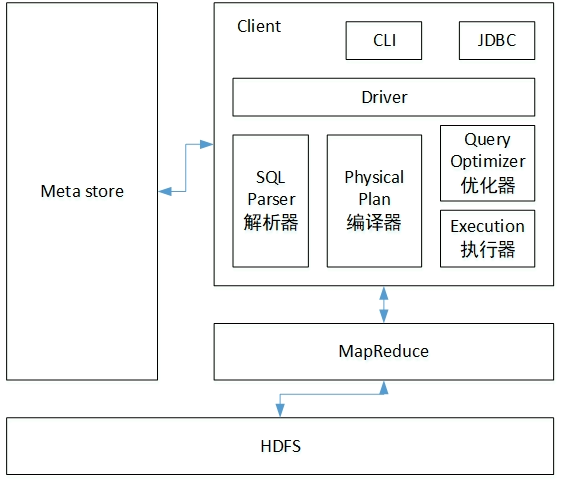 Client
CLI
JDBC
Driver
Meta store
SQL
Parser
解析器
Physical
Plan
编译器
Query
Optimizer
优化器
Execution
执行器
MapReduce
HDFS